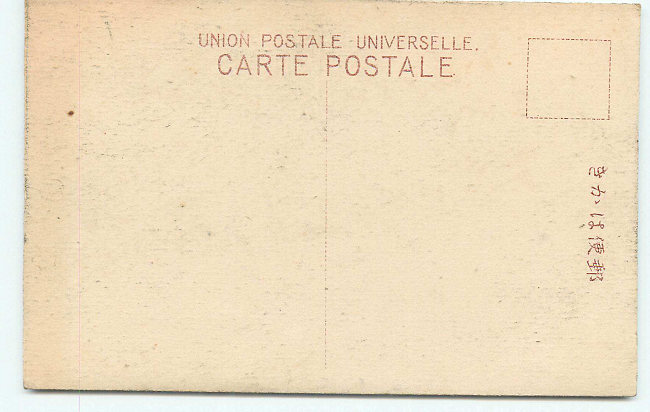 UNION POSTALE UNIVERSELLE.
CARTE POSTALE
きかは便郵